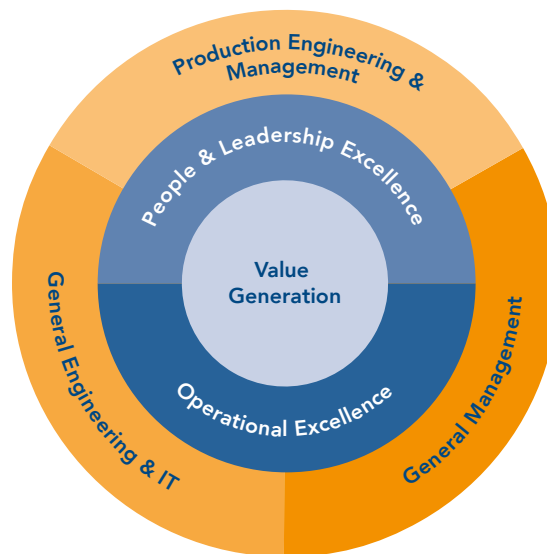 Production Engineering &
Management
People & Leadership Excellence
Value
Generation
Operational Excellence
General Engineering & IT
General Management